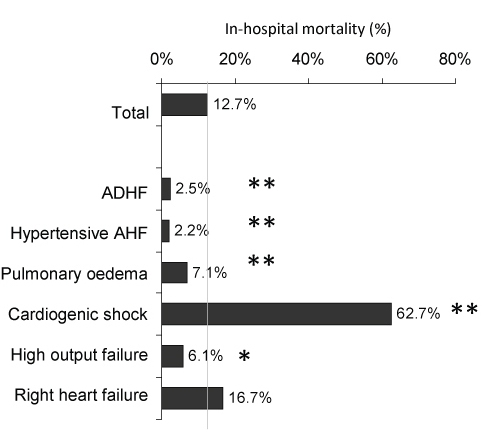 In-hospital mortality (%)
0% 20% 40% 60% 80%
Total 12.7%
ADHF 2.5% **
Hypertensive AHF 2.2% **
Pulmonary oedema 7.1% **
Cardiogenic shock 62.7% **
High output failure 6.1% *
Right heart failure 16.7%